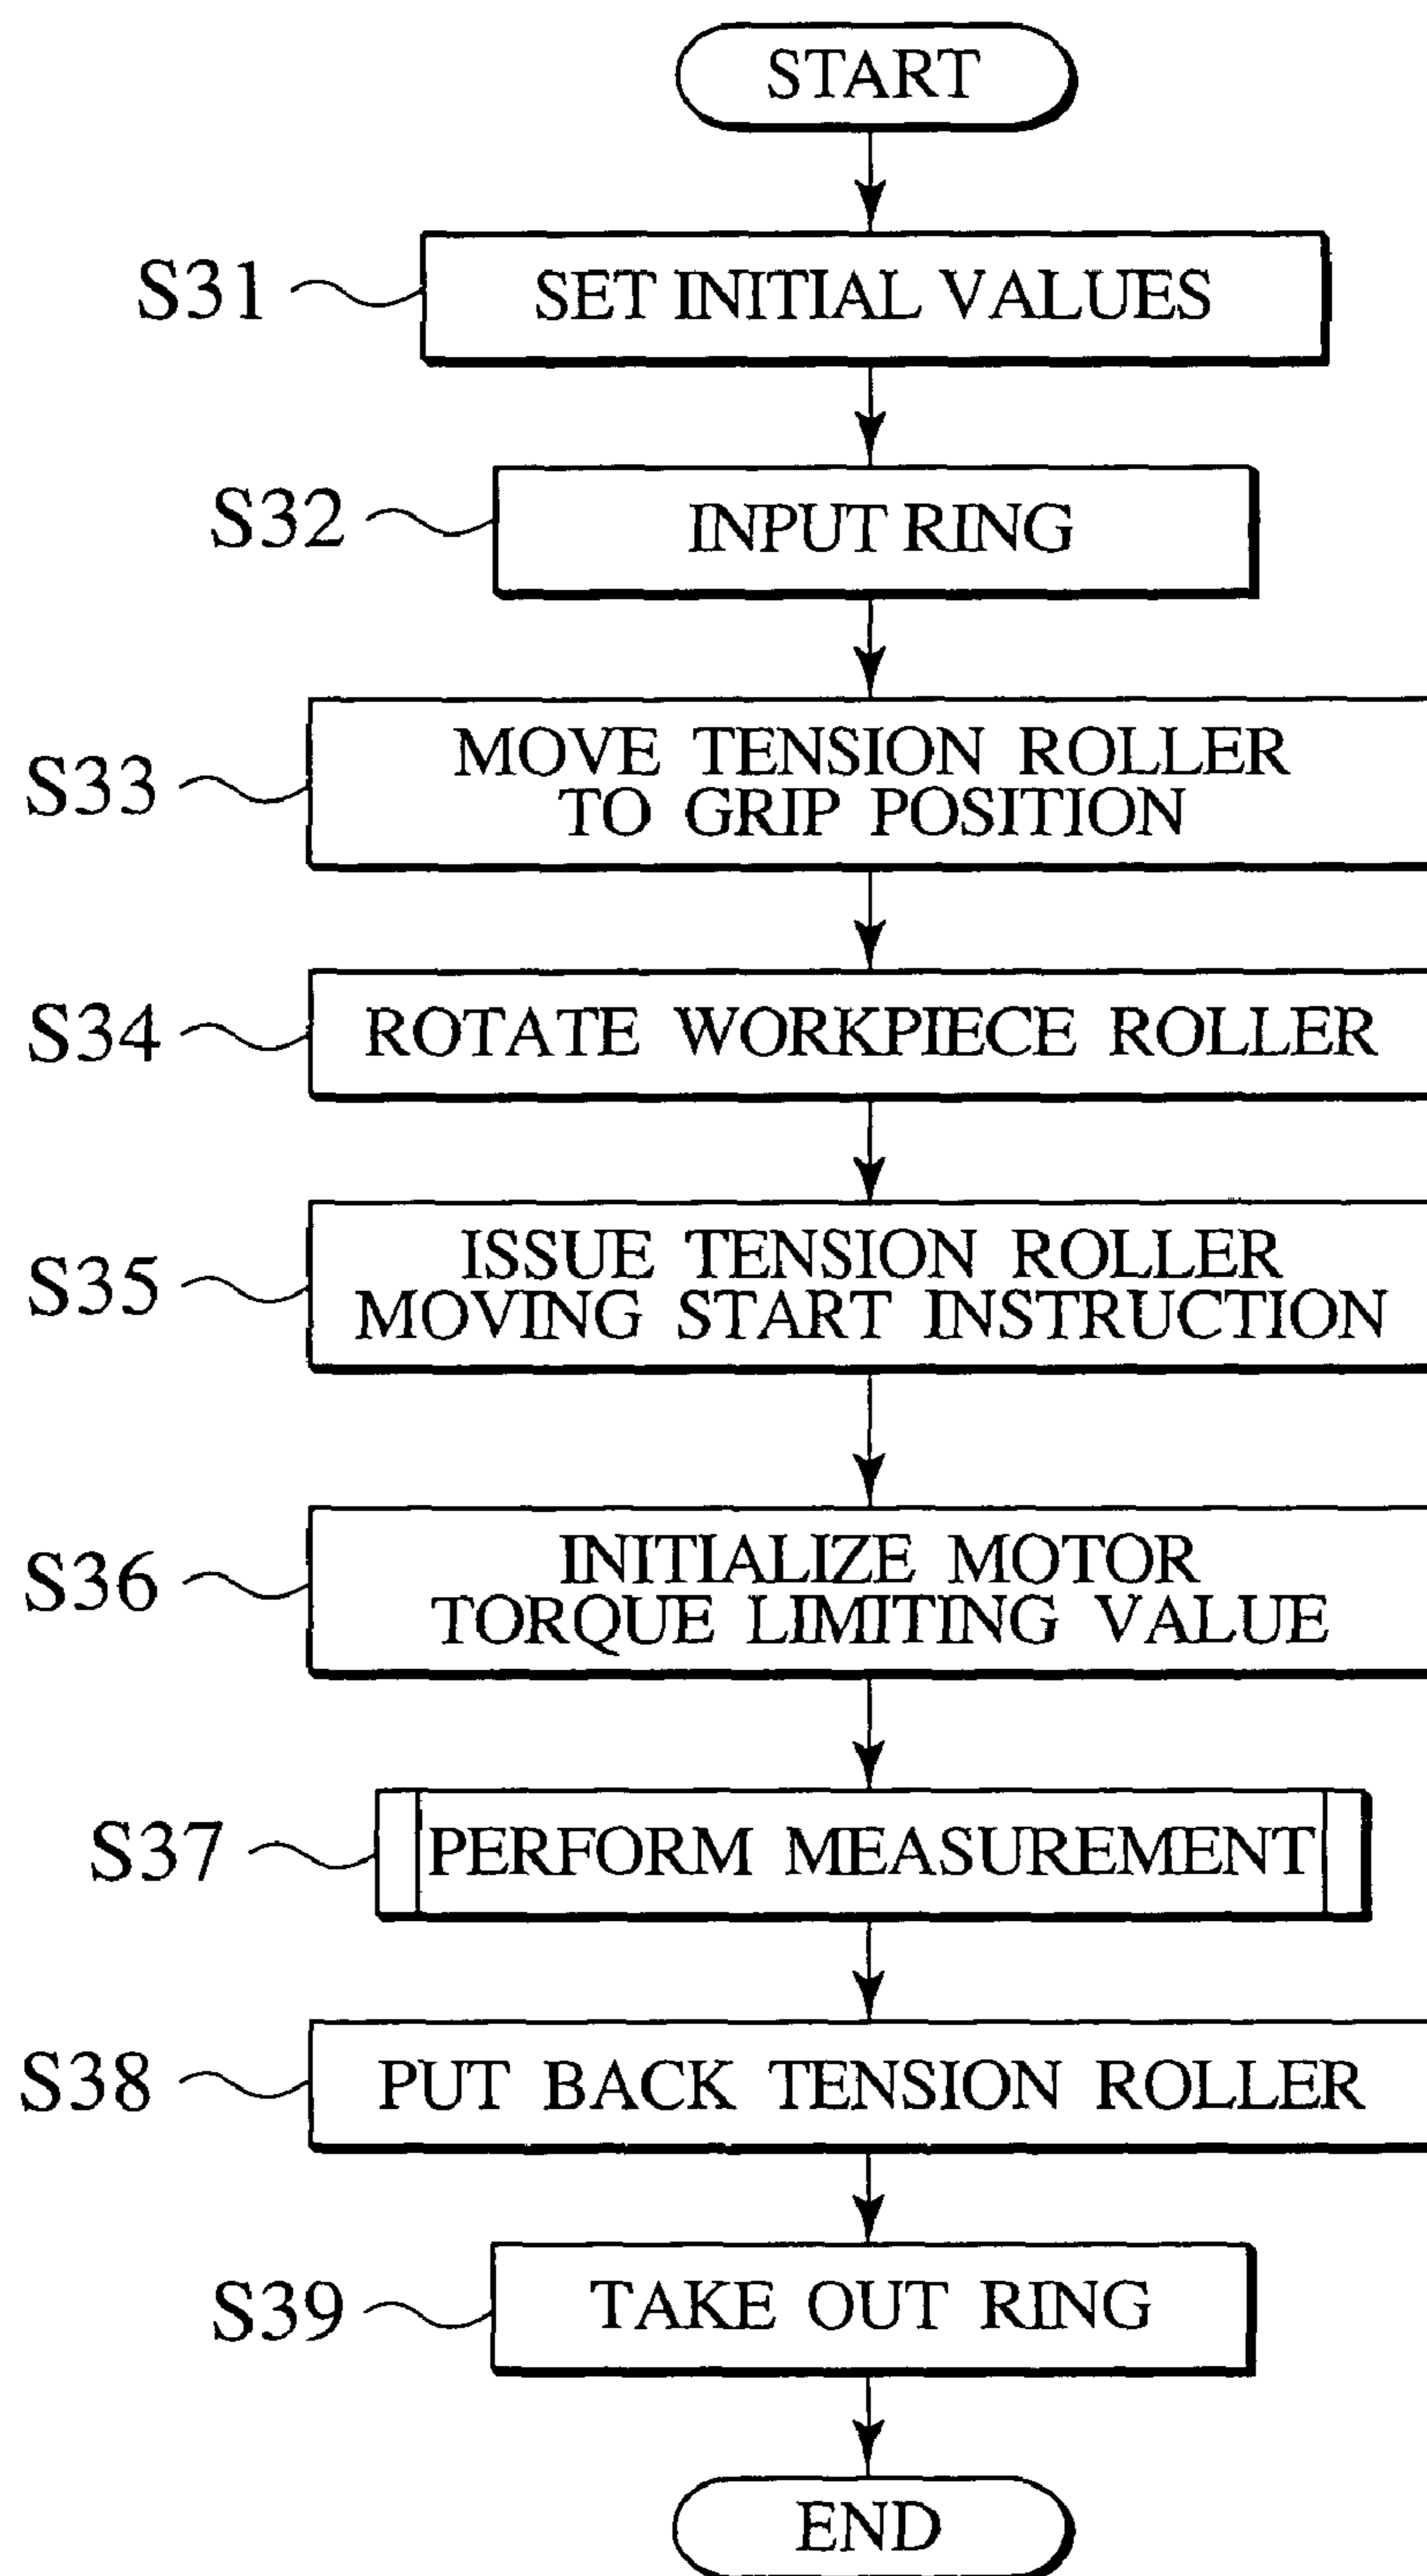 START
S31
SET INITIAL VALUES
S32
INPUT RING
S33
MOVE TENSION ROLLER
TO GRIP POSITION
S34
ROTATE WORKPIECE ROLLER
S35
ISSUE TENSION ROLLER
MOVING START INSTRUCTION
S36
INITIALIZE MOTOR
TORQUE LIMITING VALUE
S37
PERFORM MEASUREMENT
S38
PUT BACK TENSION ROLLER
S39
TAKE OUT RING
END